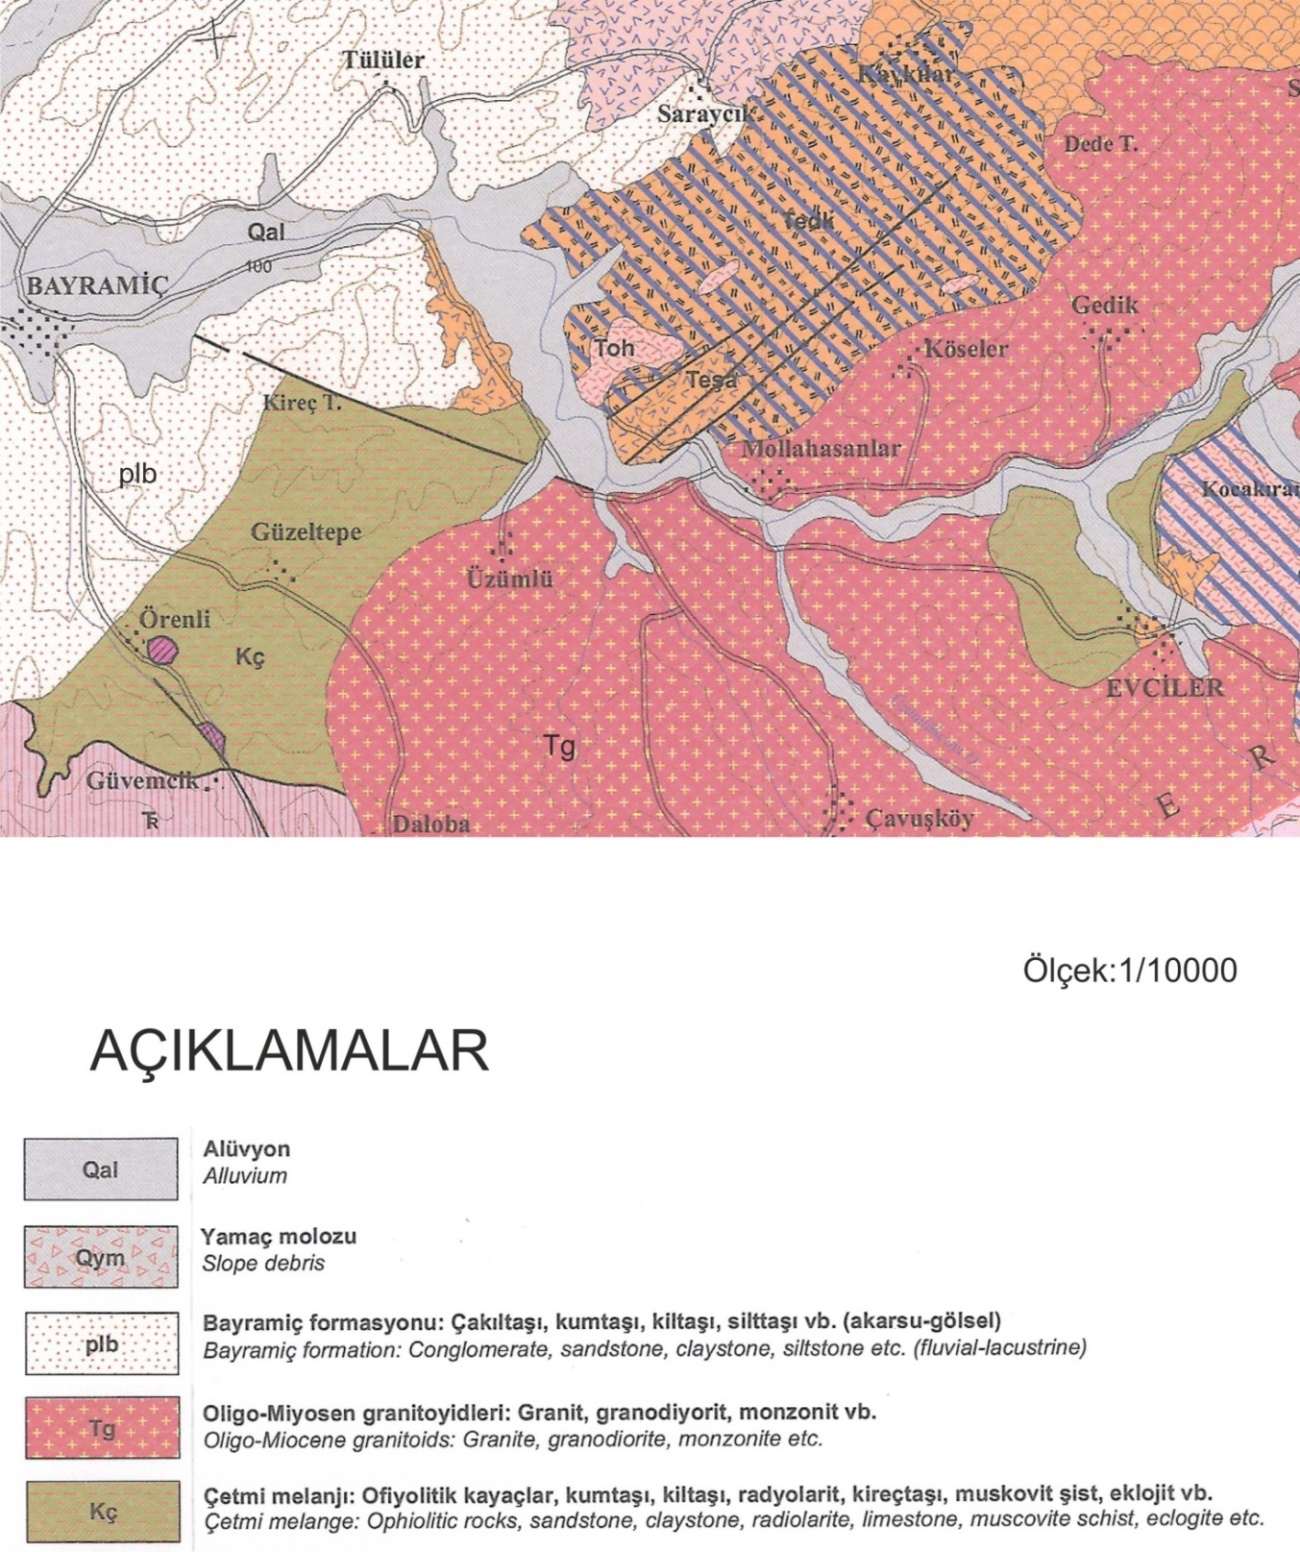 Tülüler
Kaykılar
Saraycık
S
Dede T.
fedk
Qal
100
BAYRAMİÇ
Gedik
Toh
Köseler
Teşa
Kireç T.
Mollahasanlar
plb
Kocakıran
Güzeltepe
Üzümlü
Örenli
Kç
EVCİLER
Tg
R
Güvemcik
E
TR
Daloba
Çavuşköy
Ölçek:1/10000
AÇIKLAMALAR
Qal
Alüvyon
Alluvium
Qym
Yamaç molozu
Slope debris
plb
Bayramiç formasyonu: Çakıltaşı, kumtaşı, kiltaşı, silttaşı vb. (akarsu-gölsel)
Bayramiç formation: Conglomerate, sandstone, claystone, siltstone etc. (fluvial-lacustrine)
Tg
Oligo-Miyosen granitoyidleri: Granit, granodiyorit, monzonit vb.
Oligo-Miocene granitoids: Granite, granodiorite, monzonite etc.
Kç
Çetmi melanjı: Ofiyolitik kayaçlar, kumtaşı, kiltaşı, radyolarit, kireçtaşı, muskovit şist, eklojit vb.
Çetmi melange: Ophiolitic rocks, sandstone, claystone, radiolarite, limestone, muscovite schist, eclogite etc.